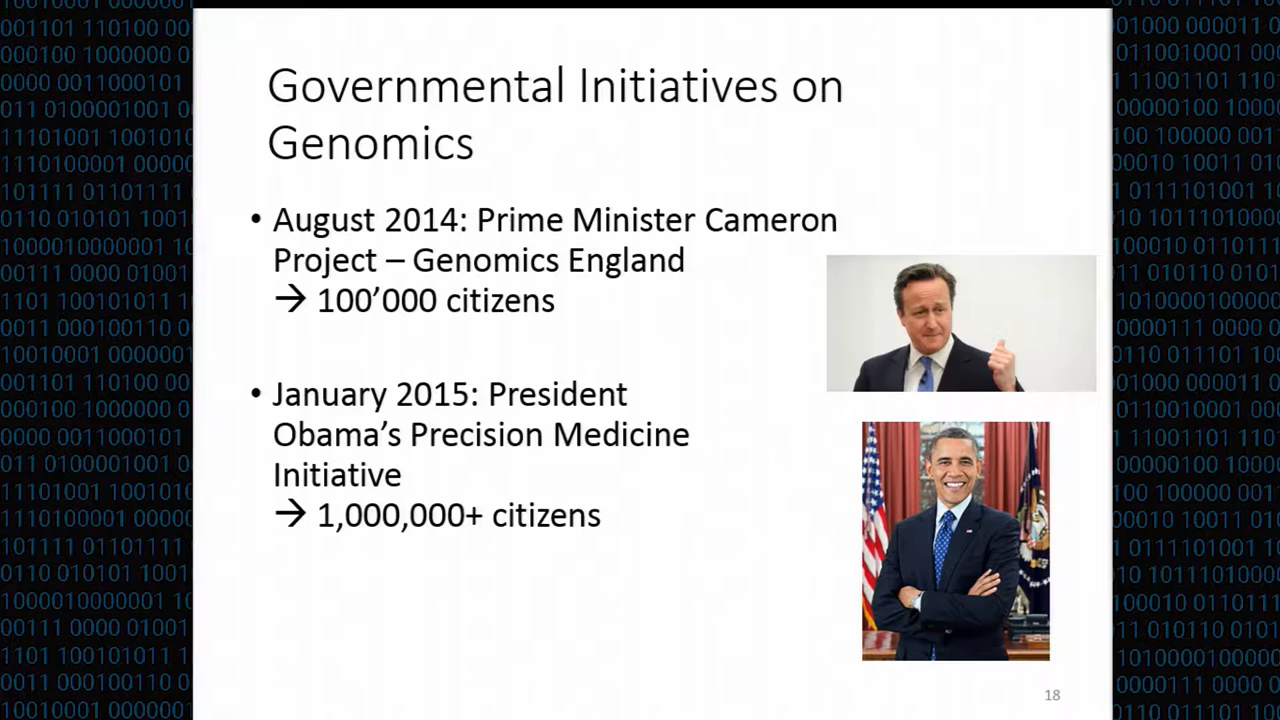 Governmental Initiatives on
Genomics
• August 2014: Prime Minister Cameron
Project – Genomics England
→ 100’000 citizens
• January 2015: President
Obama’s Precision Medicine
Initiative
→ 1,000,000+ citizens
18